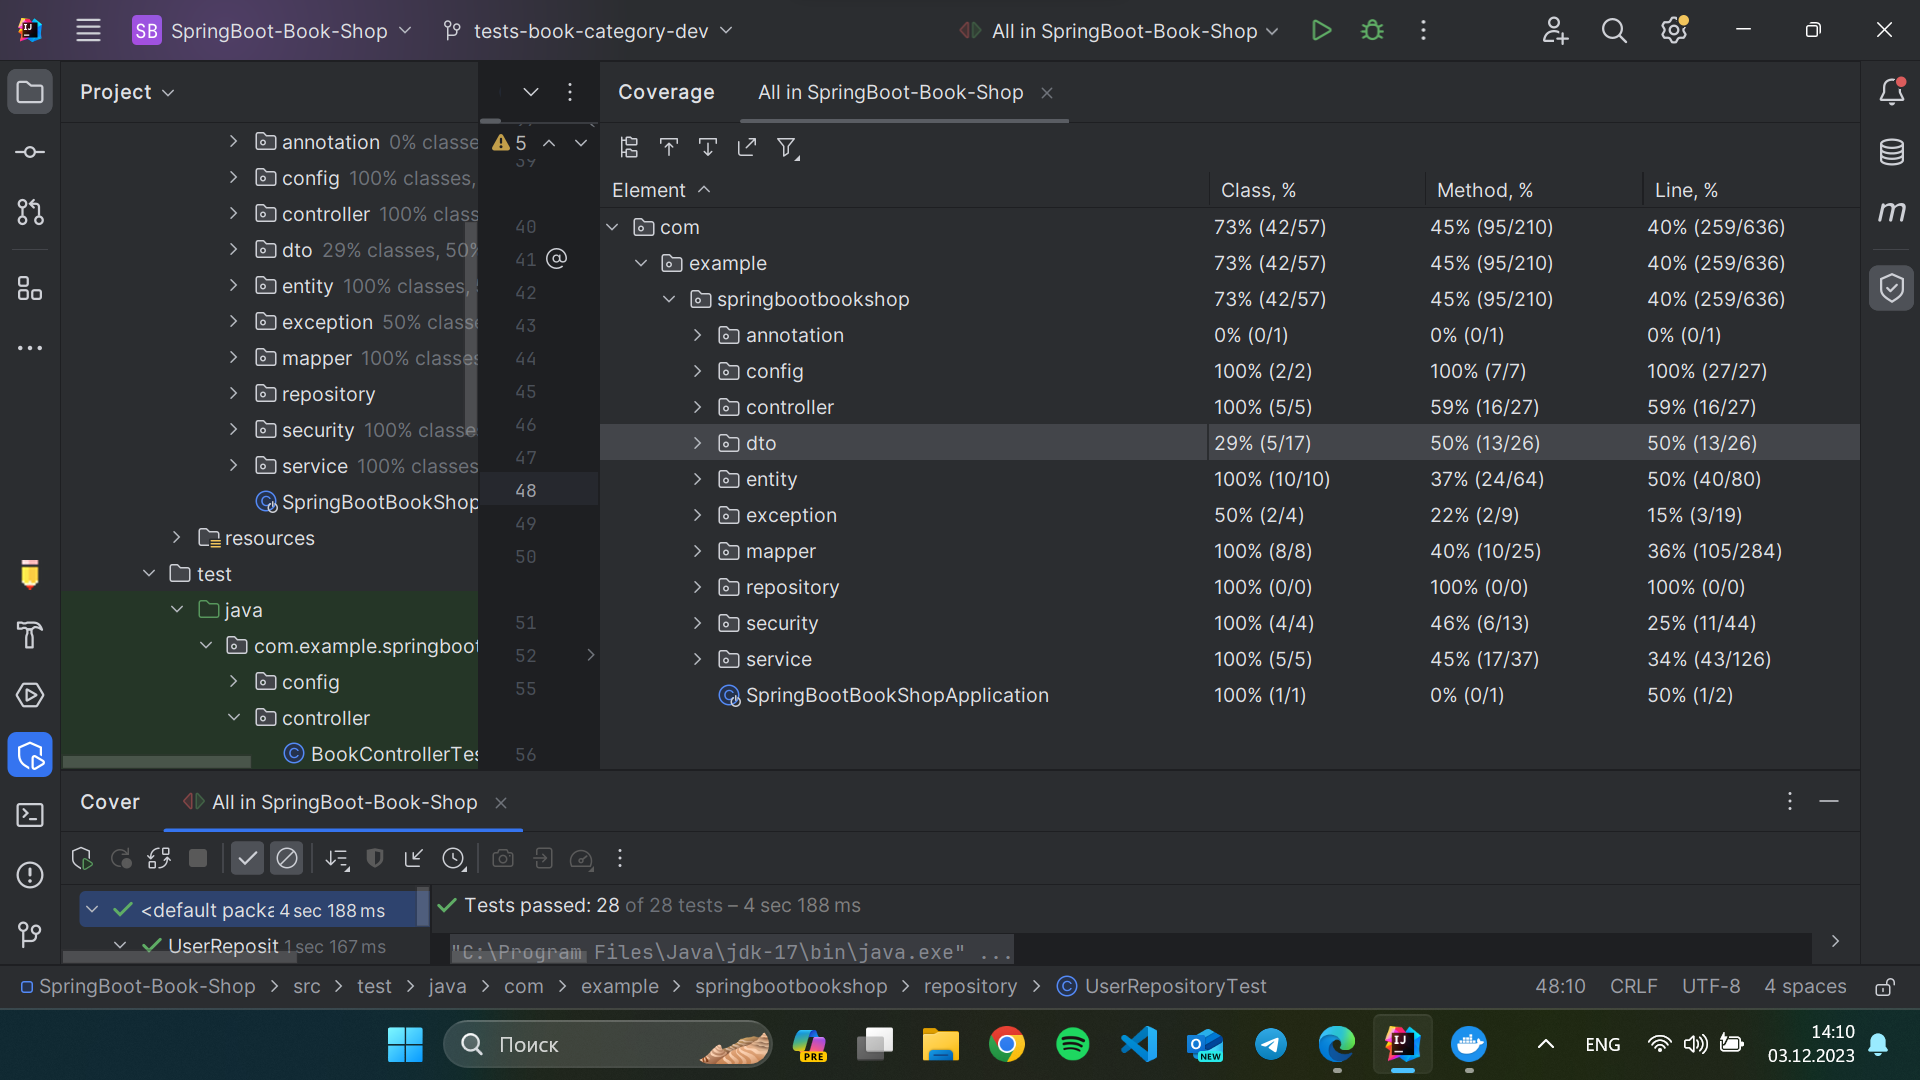 SB SpringBoot-Book-Shop tests-book-category-dev All in SpringBoot-Book-Shop
Project
annotation 0% classe
config 100% classes,
controller 100% class
dto 29% classes, 50%
entity 100% classes,
exception 50% class
mapper 100% classes
repository
security 100% classe
service 100% classes
SpringBootBookShop
resources
test
java
com.example.springboot
config
controller
BookControllerTes
5
39
40
41
42
43
44
45
46
47
48
49
50
51
52
55
56
Coverage All in SpringBoot-Book-Shop
Element Class, % Method, % Line, %
com 73% (42/57) 45% (95/210) 40% (259/636)
example 73% (42/57) 45% (95/210) 40% (259/636)
springbootbookshop 73% (42/57) 45% (95/210) 40% (259/636)
annotation 0% (0/1) 0% (0/1) 0% (0/1)
config 100% (2/2) 100% (7/7) 100% (27/27)
controller 100% (5/5) 59% (16/27) 59% (16/27)
dto 29% (5/17) 50% (13/26) 50% (13/26)
entity 100% (10/10) 37% (24/64) 50% (40/80)
exception 50% (2/4) 22% (2/9) 15% (3/19)
mapper 100% (8/8) 40% (10/25) 36% (105/284)
repository 100% (0/0) 100% (0/0) 100% (0/0)
security 100% (4/4) 46% (6/13) 25% (11/44)
service 100% (5/5) 45% (17/37) 34% (43/126)
SpringBootBookShopApplication 100% (1/1) 0% (0/1) 50% (1/2)
Cover All in SpringBoot-Book-Shop
<default packa 4 sec 188 ms
UserReposit 1 sec 167 ms
Tests passed: 28 of 28 tests – 4 sec 188 ms
"C:\Program Files\Java\jdk-17\bin\java.exe" ...
SpringBoot-Book-Shop > src > test > java > com > example > springbootbookshop > repository > UserRepositoryTest 48:10 CRLF UTF-8 4 spaces
Поиск PRE NEW ENG 14:10
03.12.2023